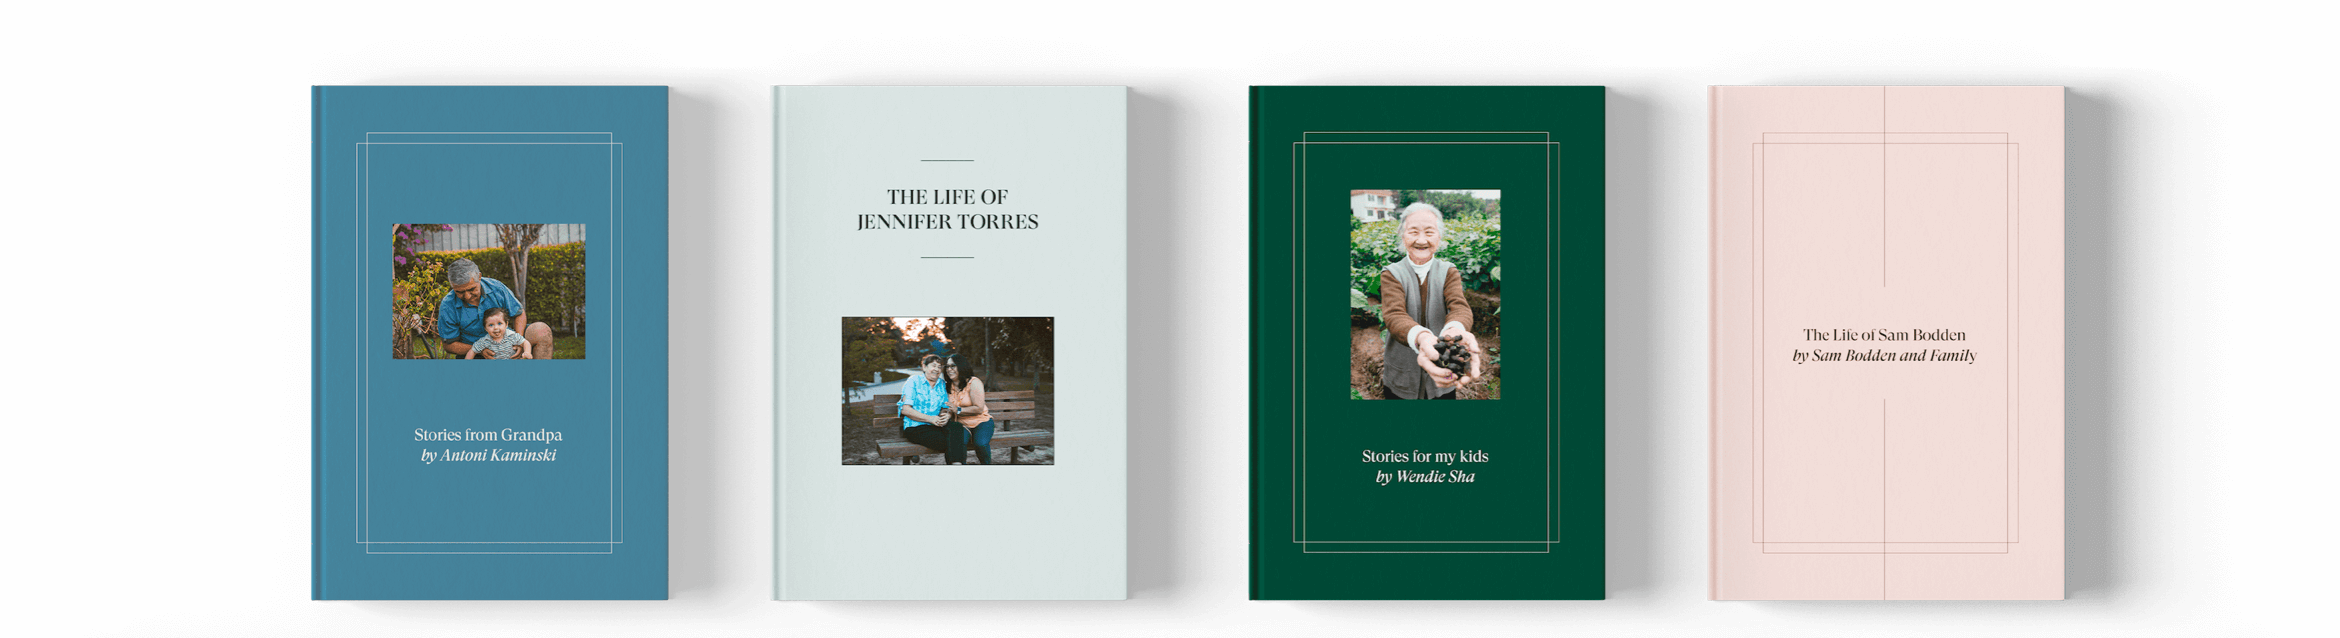 Stories from Grandpa
by Antoni Kaminski
THE LIFE OF
JENNIFER TORRES
Stories for my kids
by Wendie Sha
The Life of Sam Bodden
by Sam Bodden and Family